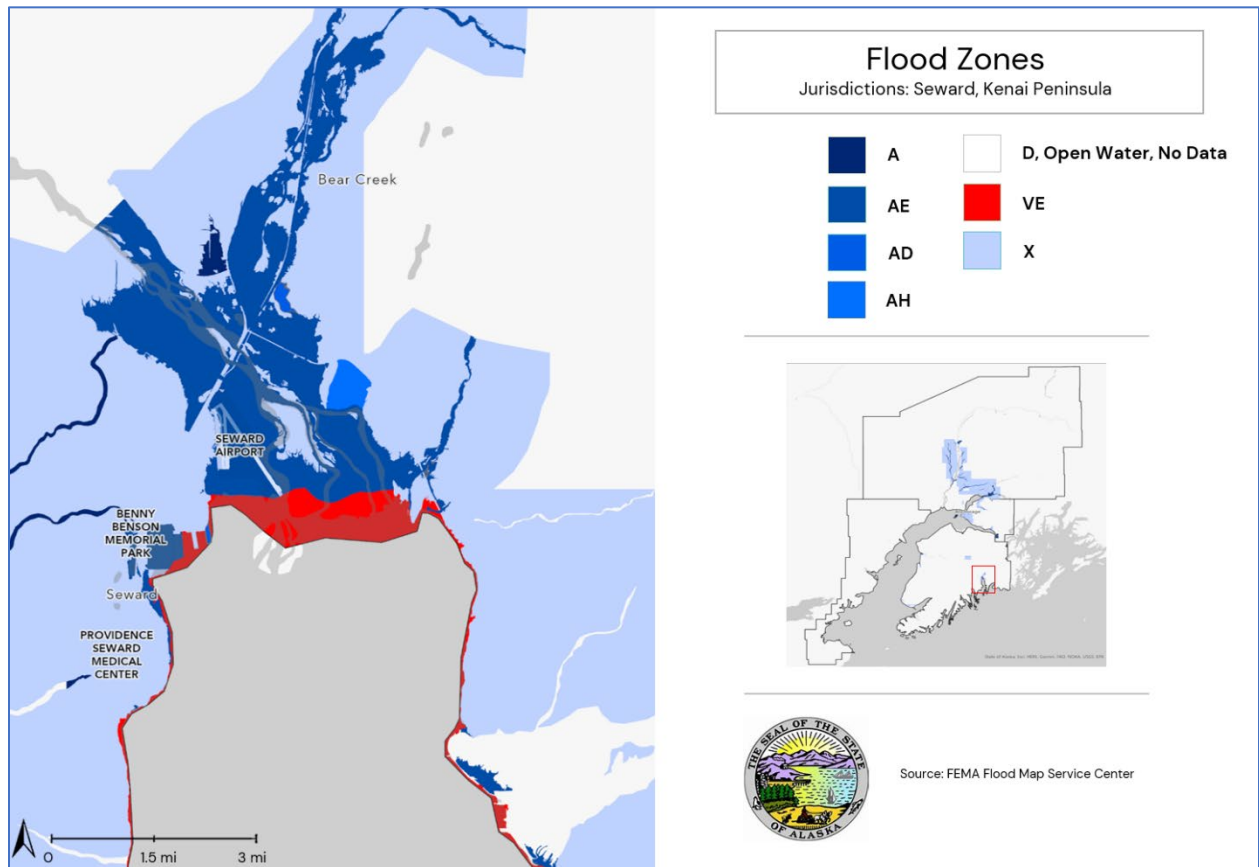 Flood Zones
Jurisdictions: Seward, Kenai Peninsula
A
AE
AD
AH
D, Open Water, No Data
VE
X
Bear Creek
SEWARD
AIRPORT
BENNY
BENSON
MEMORIAL
PARK
Seward
PROVIDENCE
SEWARD
MEDICAL
CENTER
0 1.5 mi 3 mi
THE SEAL OF THE STATE
OF ALASKA
Source: FEMA Flood Map Service Center